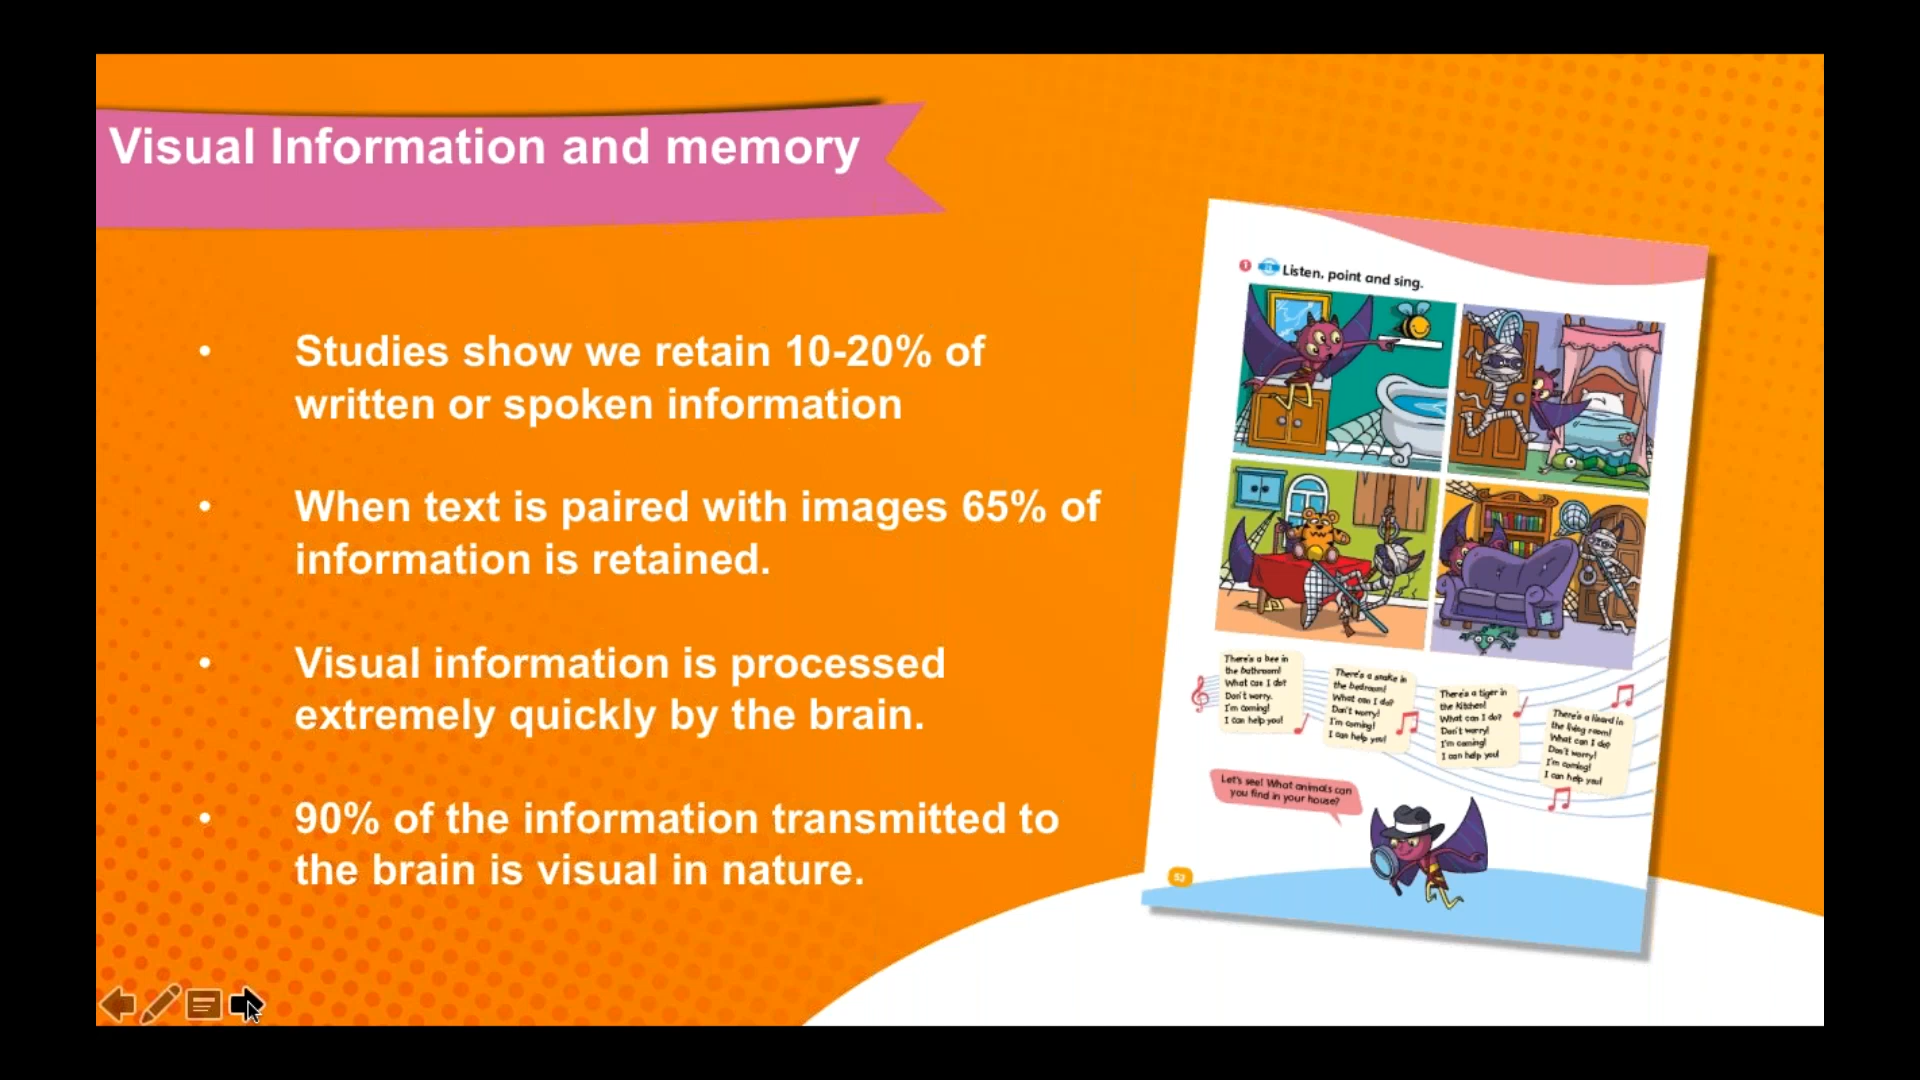 Visual Information and memory
• Studies show we retain 10-20% of
written or spoken information
• When text is paired with images 65% of
information is retained.
• Visual information is processed
extremely quickly by the brain.
• 90% of the information transmitted to
the brain is visual in nature.
1 Listen, point and sing.
There's a bee in
the bathroom!
What can I do?
Don't worry.
I'm coming!
I can help you!
There's a snake in
the bedroom!
What can I do?
Don't worry!
I'm coming!
I can help you!
There's a tiger in
the kitchen!
What can I do?
Don't worry!
I'm coming!
I can help you!
There's a lizard in
the living room!
What can I do?
Don't worry!
I'm coming!
I can help you!
Let's see! What animals can
you find in your house?
53